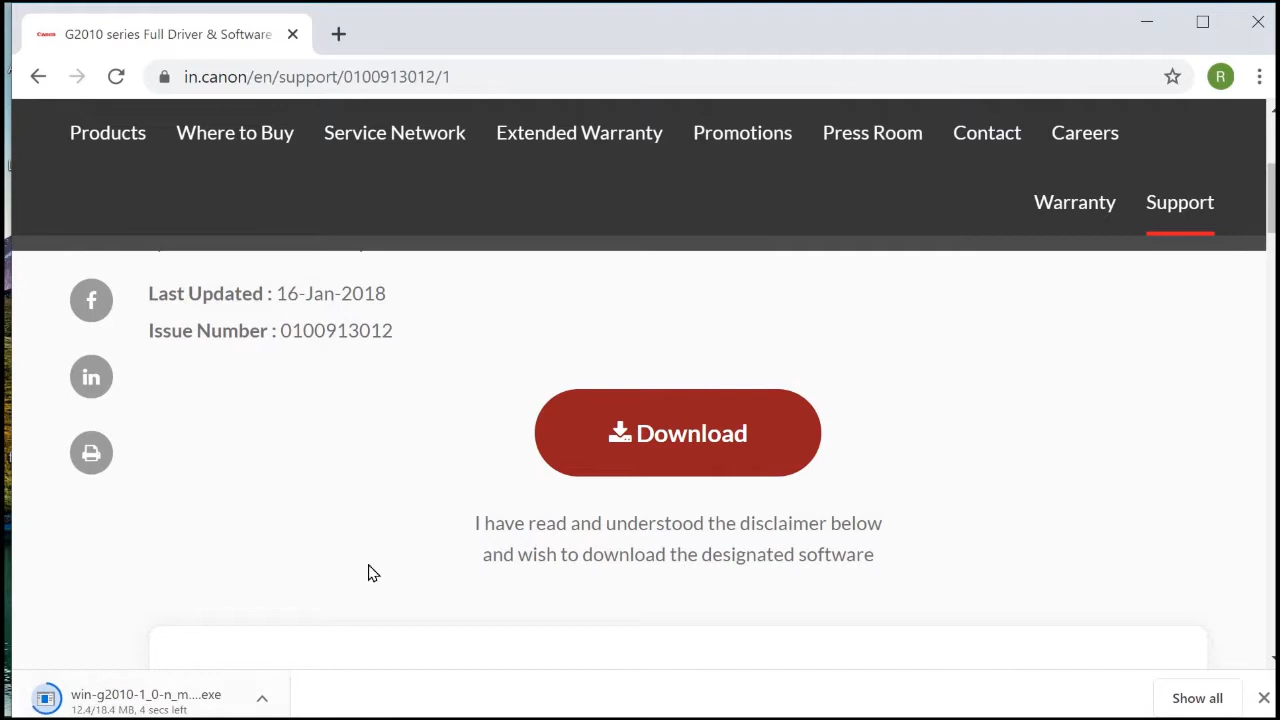 Canon G2010 series Full Driver & Software
in.canon/en/support/0100913012/1
R
Products Where to Buy Service Network Extended Warranty Promotions Press Room Contact Careers
Warranty Support
Last Updated : 16-Jan-2018
Issue Number : 0100913012
f
in
Download
I have read and understood the disclaimer below
and wish to download the designated software
win-g2010-1_0-n_m....exe
12.4/18.4 MB, 4 secs left
Show all